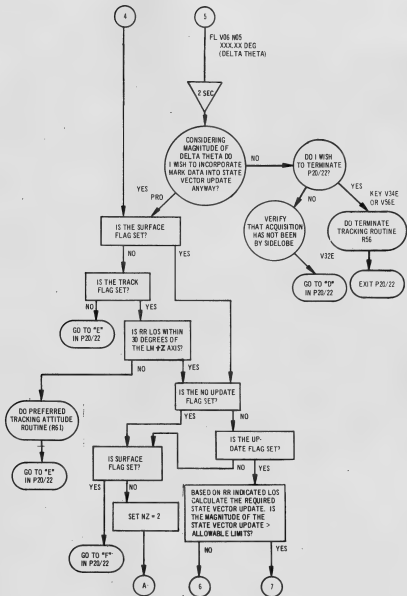 4
5
FL V06 N05
XXX.XX DEG
(DELTA THETA)
2 SEC.
CONSIDERING
MAGNITUDE OF
DELTA THETA DO
I WISH TO INCORPORATE
MARK DATA INTO STATE
VECTOR UPDATE
ANYWAY?
NO
DO I WISH
TO TERMINATE
P20/22?
YES
PRO
NO
YES
KEY V34E
OR V56E
VERIFY
THAT ACQUISITION
HAS NOT BEEN
BY SIDELOBE
DO TERMINATE
TRACKING ROUTINE
R56
V32E
GO TO "D"
IN P20/22
EXIT P20/22
IS THE SURFACE
FLAG SET?
NO
YES
IS THE TRACK
FLAG SET?
NO
YES
GO TO "E"
IN P20/22
IS RR LOS WITHIN
30 DEGREES OF
THE LM +Z AXIS?
NO
YES
DO PREFERRED
TRACKING ATTITUDE
ROUTINE (R61)
GO TO "E"
IN P20/22
IS THE NO UPDATE
FLAG SET?
YES
NO
IS SURFACE
FLAG SET?
IS THE UP-
DATE FLAG SET?
NO
YES
YES
NO
SET NZ = 2
GO TO "F"
IN P20/22
BASED ON RR INDICATED LOS
CALCULATE THE REQUIRED
STATE VECTOR UPDATE. IS
THE MAGNITUDE OF THE
STATE VECTOR UPDATE >
ALLOWABLE LIMITS?
NO
YES
A
6
7